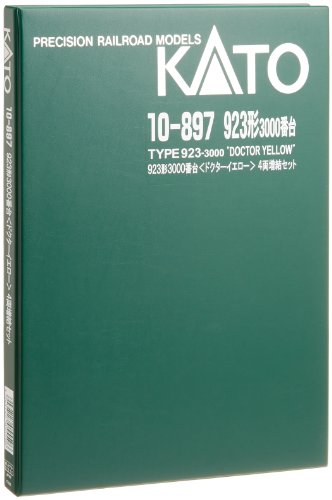 PRECISION RAILROAD MODELS
KATO
10-897 923形3000番台
TYPE 923-3000 "DOCTOR YELLOW"
923形3000番台〈ドクターイエロー〉4両増結セット
10-897 923形3000番台〈ドクターイエロー〉4両増結セット